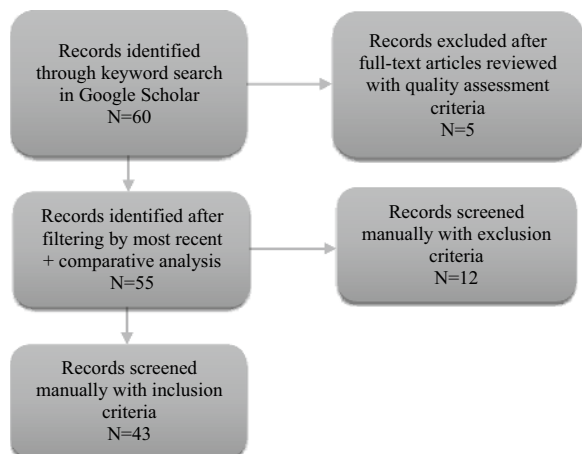 Records identified
through keyword search
in Google Scholar
N=60
Records excluded after
full-text articles reviewed
with quality assessment
criteria
N=5
Records identified after
filtering by most recent
+ comparative analysis
N=55
Records screened
manually with exclusion
criteria
N=12
Records screened
manually with inclusion
criteria
N=43